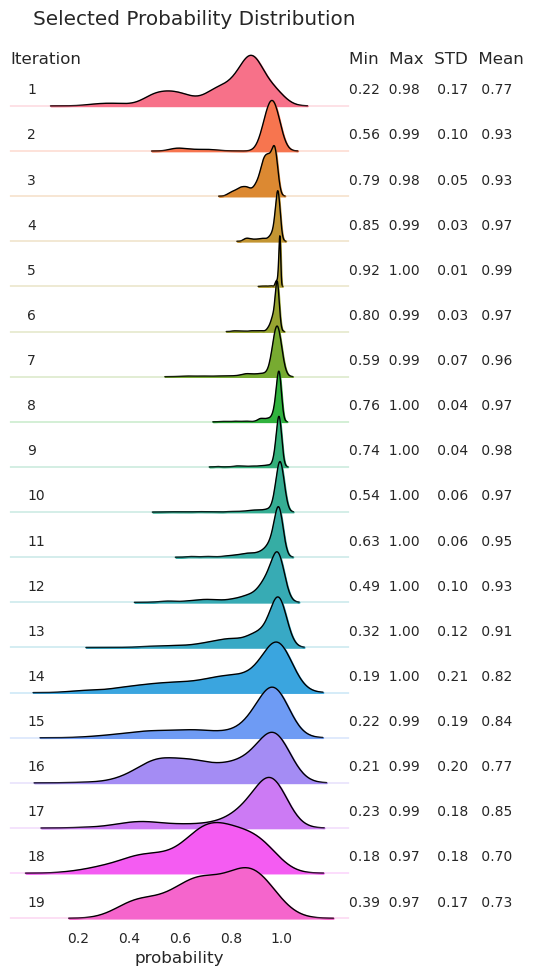 Selected Probability Distribution
Iteration Min Max STD Mean
1 0.22 0.98 0.17 0.77
2 0.56 0.99 0.10 0.93
3 0.79 0.98 0.05 0.93
4 0.85 0.99 0.03 0.97
5 0.92 1.00 0.01 0.99
6 0.80 0.99 0.03 0.97
7 0.59 0.99 0.07 0.96
8 0.76 1.00 0.04 0.97
9 0.74 1.00 0.04 0.98
10 0.54 1.00 0.06 0.97
11 0.63 1.00 0.06 0.95
12 0.49 1.00 0.10 0.93
13 0.32 1.00 0.12 0.91
14 0.19 1.00 0.21 0.82
15 0.22 0.99 0.19 0.84
16 0.21 0.99 0.20 0.77
17 0.23 0.99 0.18 0.85
18 0.18 0.97 0.18 0.70
19 0.39 0.97 0.17 0.73
0.2 0.4 0.6 0.8 1.0
probability